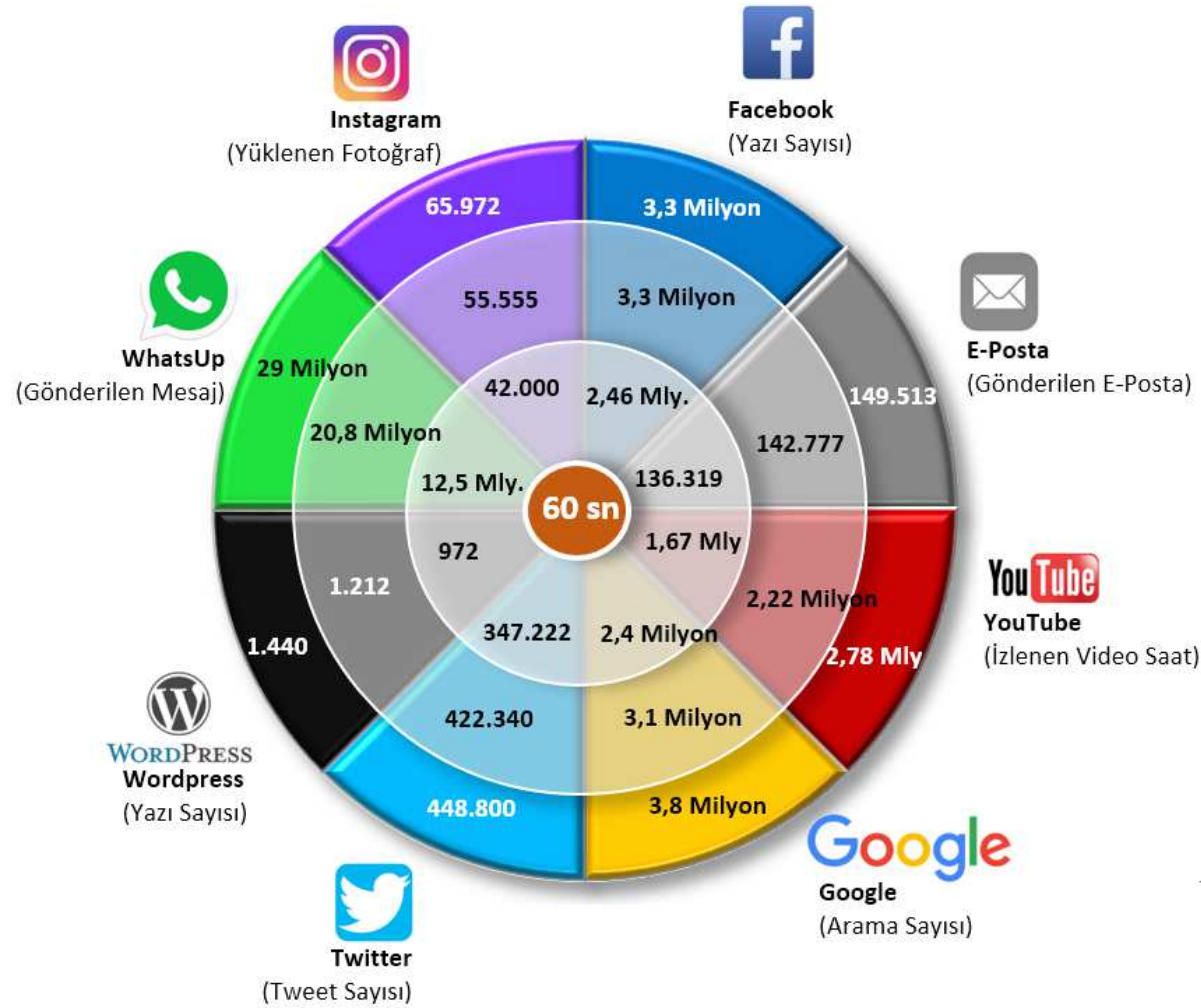 Instagram
(Yüklenen Fotoğraf)
Facebook
(Yazı Sayısı)
65.972
3,3 Milyon
55.555
3,3 Milyon
WhatsUp
(Gönderilen Mesaj)
E-Posta
(Gönderilen E-Posta)
29 Milyon
42.000
2,46 Mly.
149.513
20,8 Milyon
142.777
12,5 Mly.
136.319
60 sn
972
1,67 Mly
1.212
2,22 Milyon
You Tube
YouTube
(İzlenen Video Saat)
1.440
347.222
2,4 Milyon
2,78 Mly
422.340
3,1 Milyon
WORDPRESS
Wordpress
(Yazı Sayısı)
448.800
3,8 Milyon
Google
Google
(Arama Sayısı)
Twitter
(Tweet Sayısı)